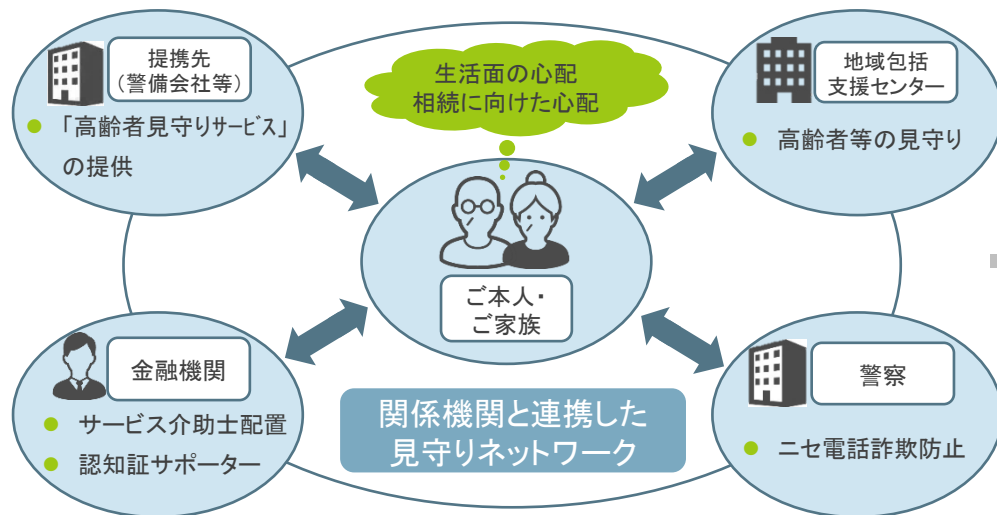 提携先
(警備会社等)
「高齢者見守りサービス」
の提供
生活面の心配
相続に向けた心配
地域包括
支援センター
高齢者等の見守り
ご本人・
ご家族
金融機関
サービス介助士配置
認知証サポーター
関係機関と連携した
見守りネットワーク
警察
ニセ電話詐欺防止